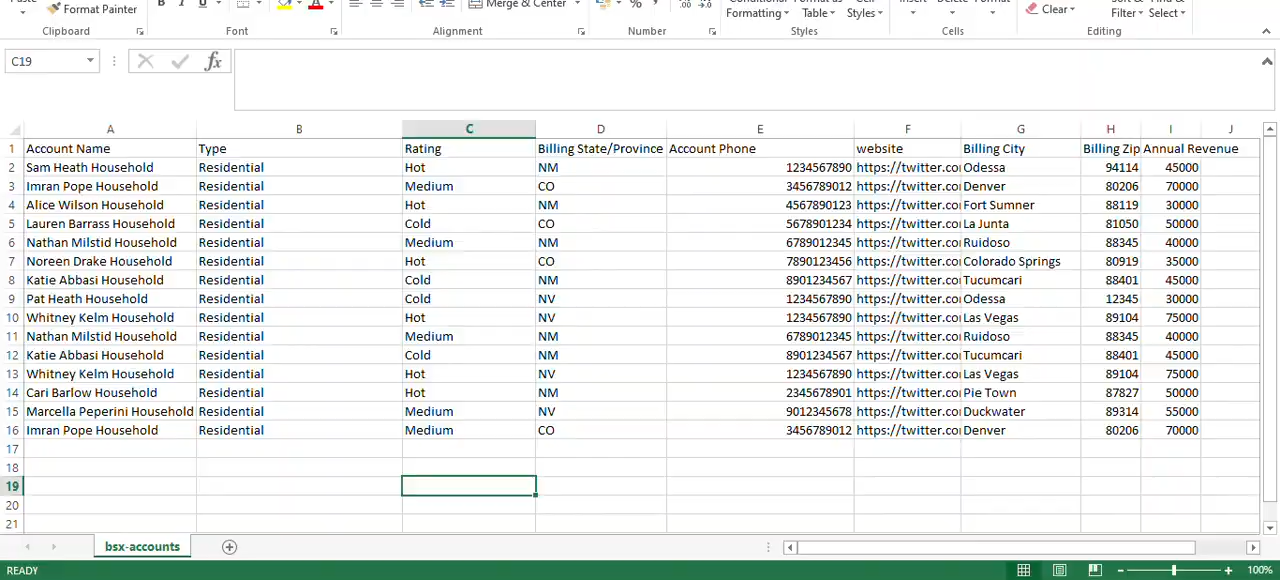 Format Painter
Merge & Center
Formatting Table Styles
Clear
Filter Select
Clipboard Font Alignment Number Styles Cells Editing
C19 fx
A B C D E F G H I J
1 Account Name Type Rating Billing State/Province Account Phone website Billing City Billing Zip Annual Revenue
2 Sam Heath Household Residential Hot NM 1234567890 https://twitter.co Odessa 94114 45000
3 Imran Pope Household Residential Medium CO 3456789012 https://twitter.co Denver 80206 70000
4 Alice Wilson Household Residential Hot NM 4567890123 https://twitter.co Fort Sumner 88119 30000
5 Lauren Barrass Household Residential Cold CO 5678901234 https://twitter.co La Junta 81050 50000
6 Nathan Milstid Household Residential Medium NM 6789012345 https://twitter.co Ruidoso 88345 40000
7 Noreen Drake Household Residential Hot CO 7890123456 https://twitter.co Colorado Springs 80919 35000
8 Katie Abbasi Household Residential Cold NM 8901234567 https://twitter.co Tucumcari 88401 45000
9 Pat Heath Household Residential Cold NV 1234567890 https://twitter.co Odessa 12345 30000
10 Whitney Kelm Household Residential Hot NV 1234567890 https://twitter.co Las Vegas 89104 75000
11 Nathan Milstid Household Residential Medium NM 6789012345 https://twitter.co Ruidoso 88345 40000
12 Katie Abbasi Household Residential Cold NM 8901234567 https://twitter.co Tucumcari 88401 45000
13 Whitney Kelm Household Residential Hot NV 1234567890 https://twitter.co Las Vegas 89104 75000
14 Cari Barlow Household Residential Hot NM 2345678901 https://twitter.co Pie Town 87827 50000
15 Marcella Peperini Household Residential Medium NV 9012345678 https://twitter.co Duckwater 89314 55000
16 Imran Pope Household Residential Medium CO 3456789012 https://twitter.co Denver 80206 70000
17
18
19
20
21
bsx-accounts
READY 100%